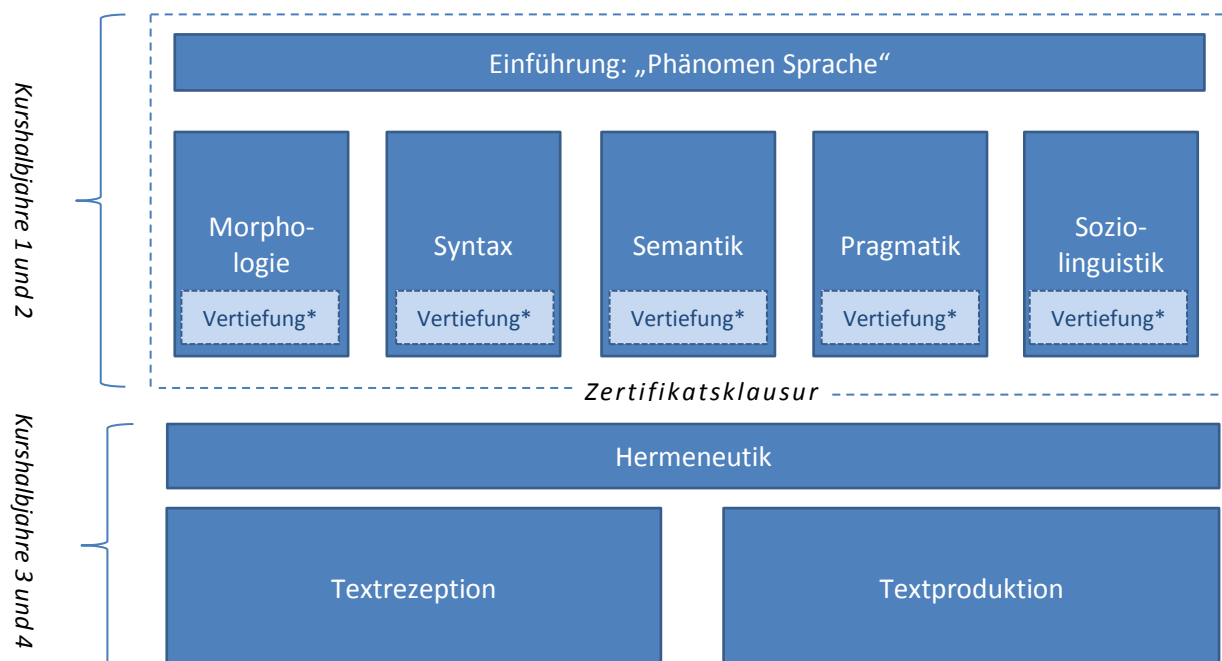 Kurshalbjahre 1 und 2
Einführung: „Phänomen Sprache“
Morpho-
logie
Vertiefung*
Syntax
Vertiefung*
Semantik
Vertiefung*
Pragmatik
Vertiefung*
Sozio-
linguistik
Vertiefung*
Zertifikatsklausur
Kurshalbjahre 3 und 4
Hermeneutik
Textrezeption
Textproduktion